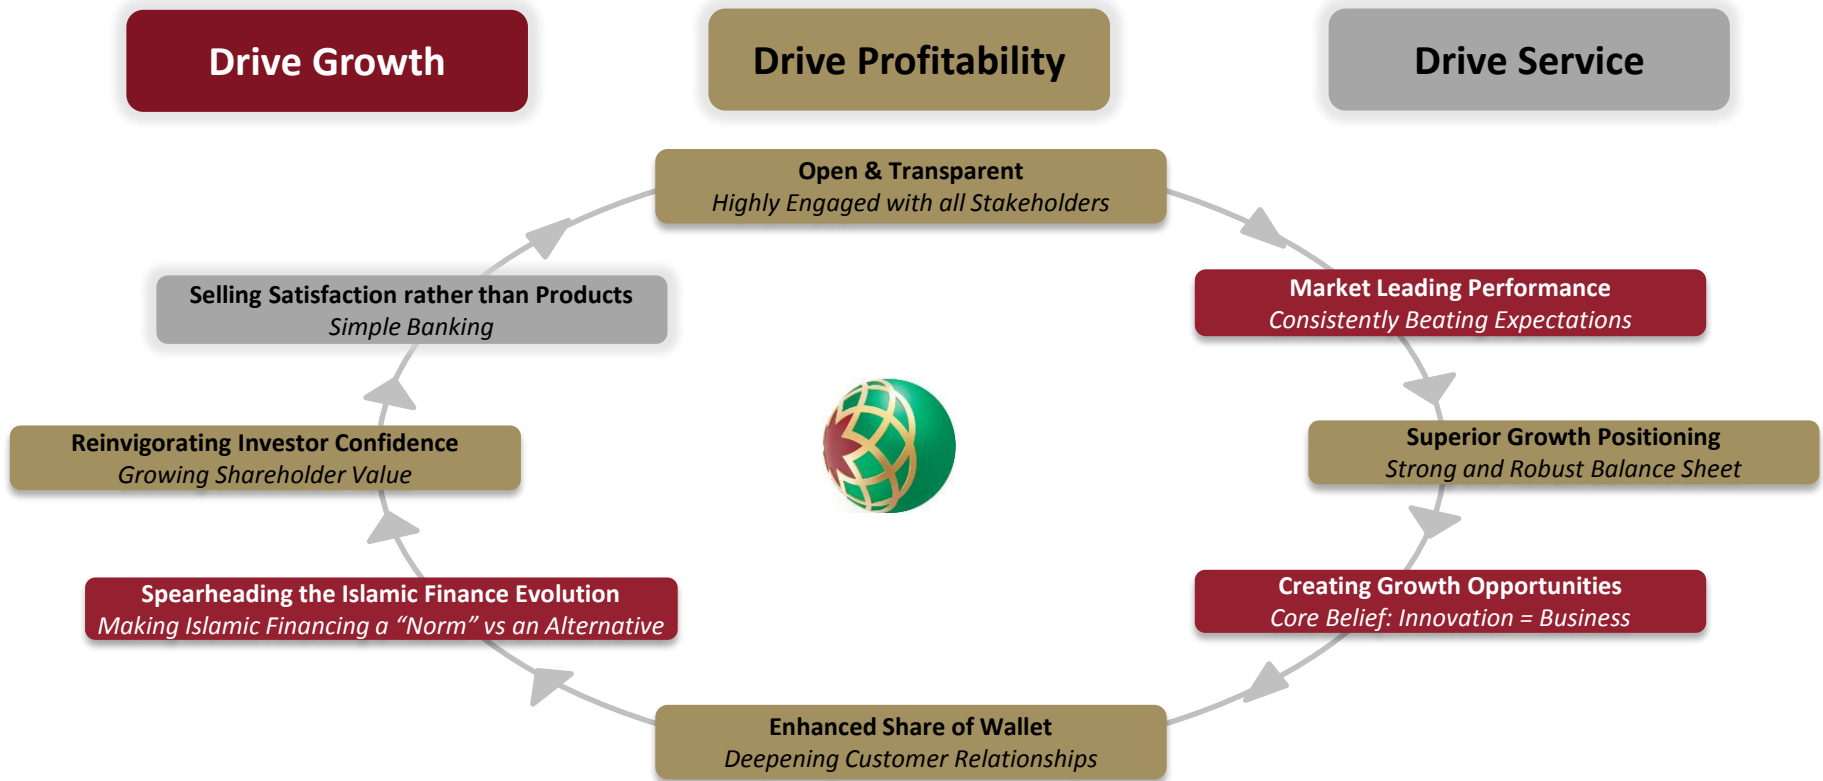 Drive Growth
Drive Profitability
Drive Service
Open & Transparent
Highly Engaged with all Stakeholders
Selling Satisfaction rather than Products
Simple Banking
Market Leading Performance
Consistently Beating Expectations
Reinvigorating Investor Confidence
Growing Shareholder Value
Superior Growth Positioning
Strong and Robust Balance Sheet
Spearheading the Islamic Finance Evolution
Making Islamic Financing a “Norm” vs an Alternative
Creating Growth Opportunities
Core Belief: Innovation = Business
Enhanced Share of Wallet
Deepening Customer Relationships